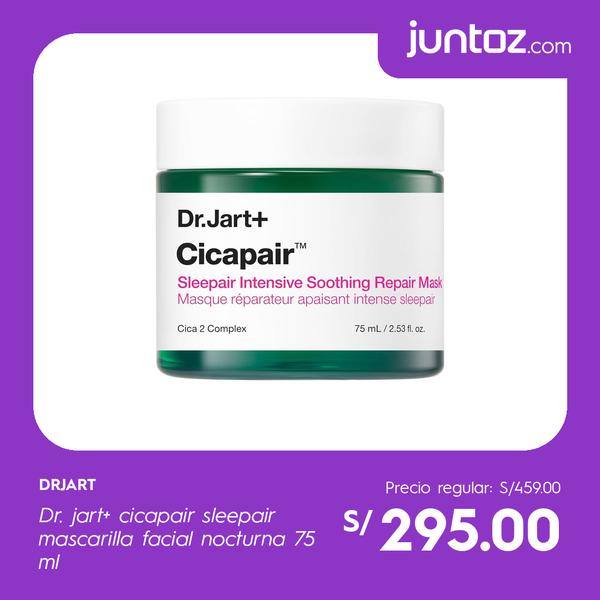 juntoz.com
Dr.Jart+
Cicapair™
Sleepair Intensive Soothing Repair Mask
Masque réparateur apaisant intense sleepair
Cica 2 Complex 75 mL / 2.53 fl. oz.
DRJART
Dr. jart+ cicapair sleepair
mascarilla facial nocturna 75
ml
Precio regular: S/459.00
S/ 295.00